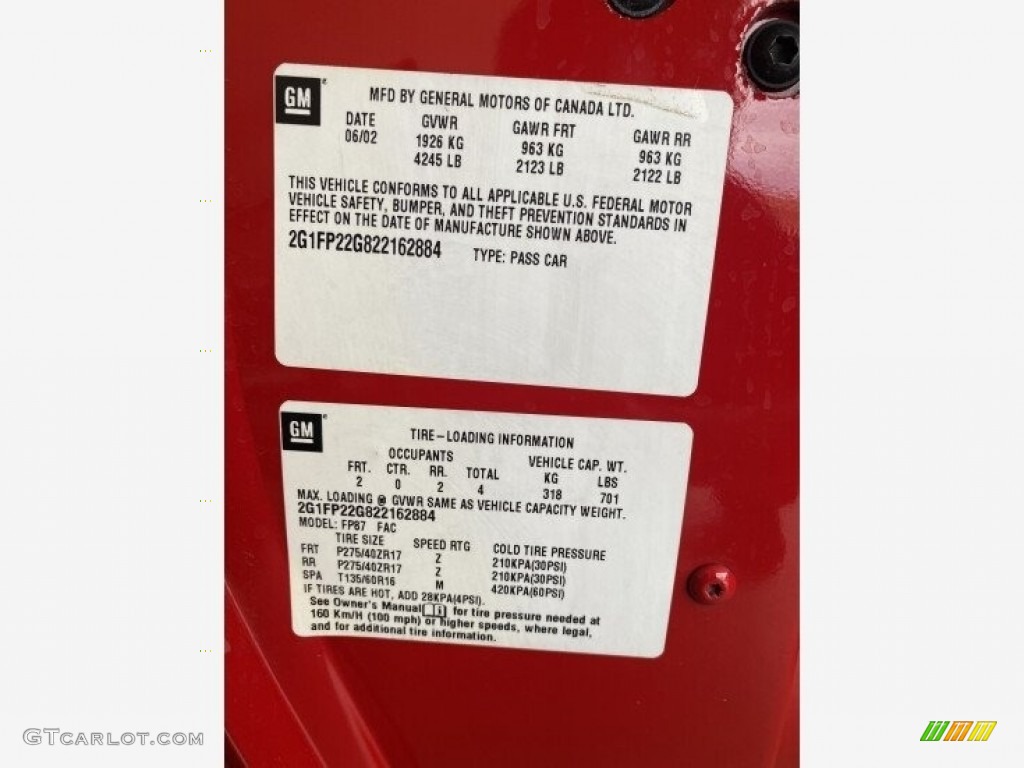 GM
MFD BY GENERAL MOTORS OF CANADA LTD.
DATE GVWR GAWR FRT GAWR RR
06/02 1926 KG 963 KG 963 KG
4245 LB 2123 LB 2122 LB
THIS VEHICLE CONFORMS TO ALL APPLICABLE U.S. FEDERAL MOTOR
VEHICLE SAFETY, BUMPER, AND THEFT PREVENTION STANDARDS IN
EFFECT ON THE DATE OF MANUFACTURE SHOWN ABOVE.
2G1FP22G822162884 TYPE: PASS CAR
GM
TIRE-LOADING INFORMATION
OCCUPANTS VEHICLE CAP. WT.
FRT. CTR. RR. TOTAL KG LBS
2 0 2 4 318 701
MAX. LOADING @ GVWR SAME AS VEHICLE CAPACITY WEIGHT.
2G1FP22G822162884
MODEL: FP87 FAC
TIRE SIZE SPEED RTG COLD TIRE PRESSURE
FRT P275/40ZR17 Z 210KPA(30PSI)
RR P275/40ZR17 Z 210KPA(30PSI)
SPA T135/60R16 M 420KPA(60PSI)
IF TIRES ARE HOT, ADD 28KPA(4PSI).
See Owner's Manual i for tire pressure needed at
160 Km/H (100 mph) or higher speeds, where legal,
and for additional tire information.
GTCARLOT.COM